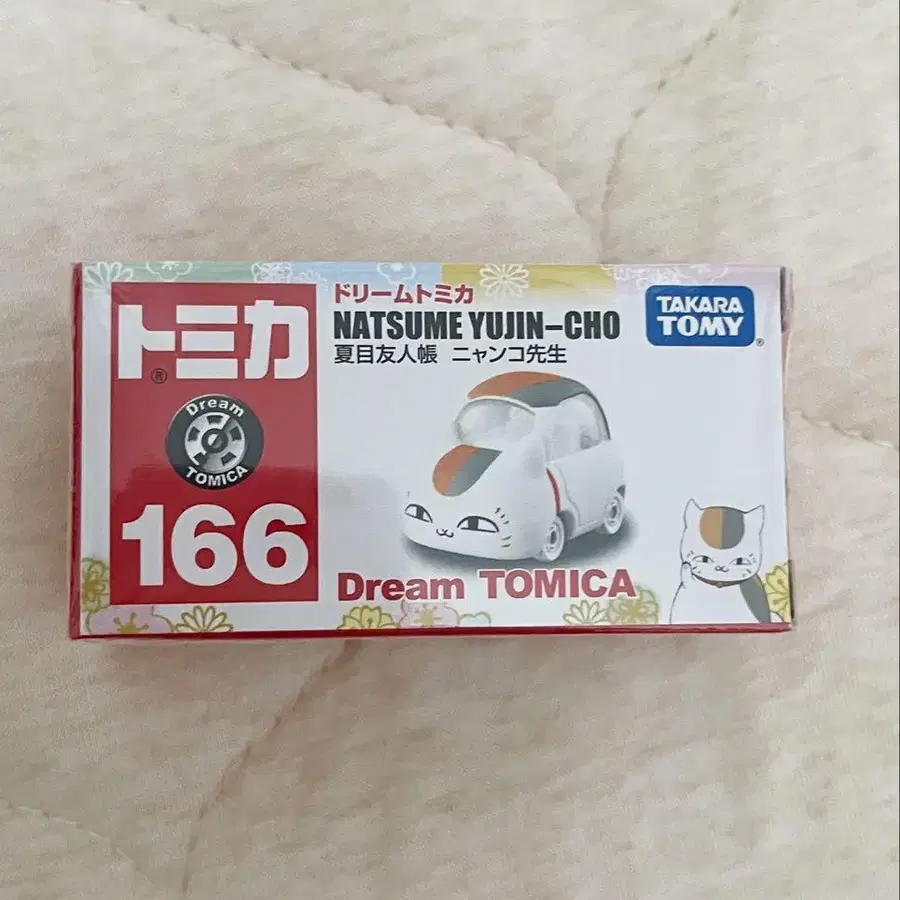 トミカ
®
Dream
TOMICA
166
ドリームトミカ
NATSUME YUJIN-CHO
夏目友人帳 ニャンコ先生
Dream TOMICA
TAKARA
TOMY
®